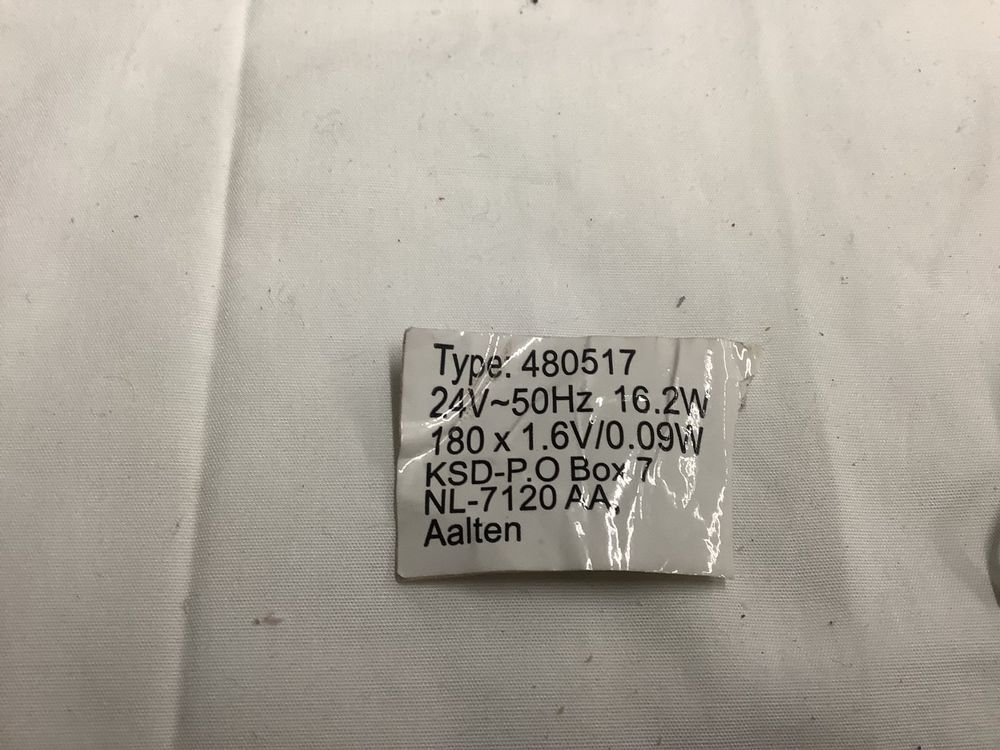 Type: 480517
24V~50Hz 16.2W
180 x 1.6V/0.09W
KSD-P.O Box 7
NL-7120 AA,
Aalten